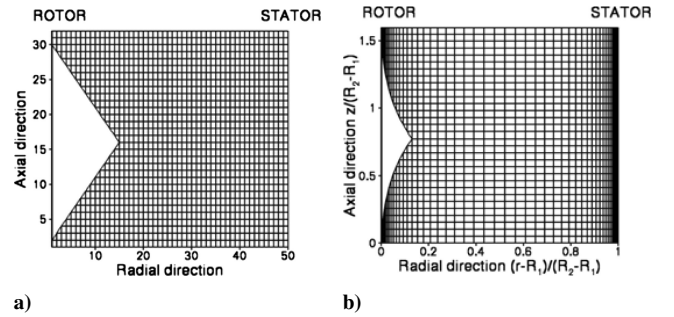 ROTOR STATOR
30
25
20
15
10
5
Axial direction
10 20 30 40 50
Radial direction
a)
ROTOR STATOR
1.5
1
0.5
0
Axial direction z/(R2-R1)
0 0.2 0.4 0.6 0.8 1
Radial direction (r-R1)/(R2-R1)
b)